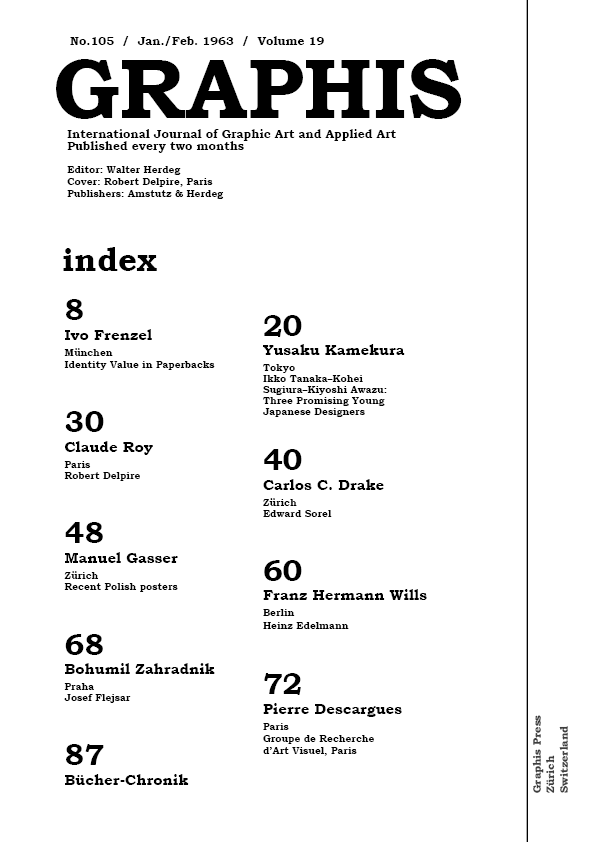 No.105 / Jan./Feb. 1963 / Volume 19
GRAPHIS
International Journal of Graphic Art and Applied Art
Published every two months
Editor: Walter Herdeg
Cover: Robert Delpire, Paris
Publishers: Amstutz & Herdeg
index
8
Ivo Frenzel
München
Identity Value in Paperbacks
30
Claude Roy
Paris
Robert Delpire
48
Manuel Gasser
Zürich
Recent Polish posters
68
Bohumil Zahradnik
Praha
Josef Flejsar
87
Bücher-Chronik
20
Yusaku Kamekura
Tokyo
Ikko Tanaka–Kohei
Sugiura–Kiyoshi Awazu:
Three Promising Young
Japanese Designers
40
Carlos C. Drake
Zürich
Edward Sorel
60
Franz Hermann Wills
Berlin
Heinz Edelmann
72
Pierre Descargues
Paris
Groupe de Recherche
d'Art Visuel, Paris
Graphis Press
Zürich
Switzerland